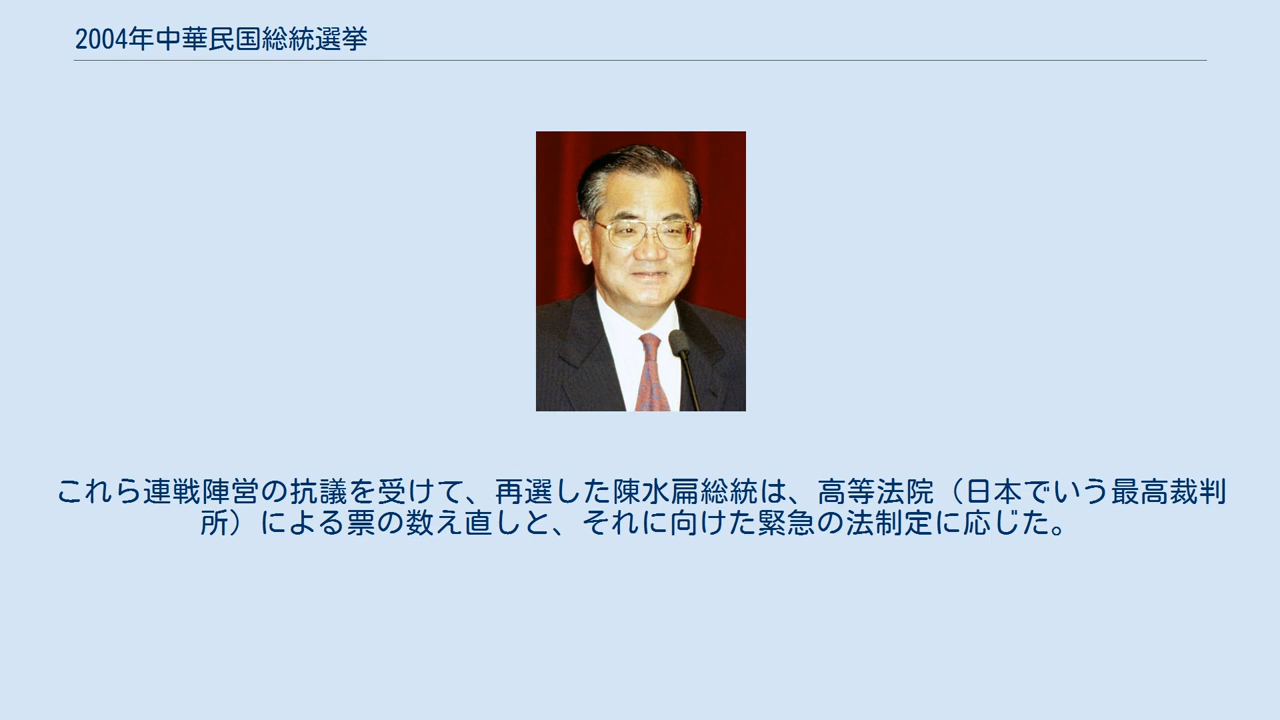 2004年中華民国総統選挙
これら連戦陣営の抗議を受けて、再選した陳水扁総統は、高等法院（日本でいう最高裁判
所）による票の数え直しと、それに向けた緊急の法制定に応じた。